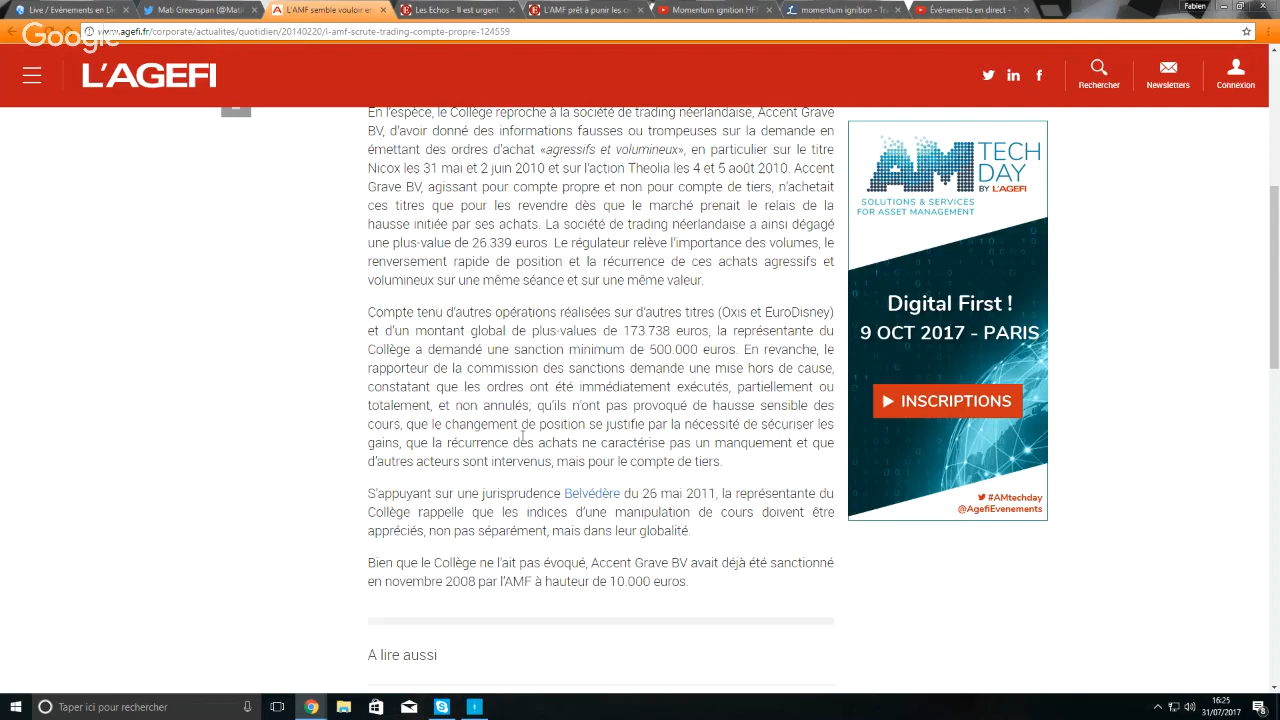 Live / Evènements en Di
Mati Greenspan (@Mati
L'AMF semble vouloir en
Les Echos - Il est urgent
L'AMF prêt à punir les co
Momentum ignition HF
momentum ignition - Tra
Événements en direct - Y
Fabien
Google
www.agefi.fr/corporate/actualites/quotidien/20140220/l-amf-scrute-trading-compte-propre-124559
L'AGEFI
Rechercher
Newsletters
Connexion
En l'espèce, le Collège reproche à la société de trading néerlandaise, Accent Grave
BV, d'avoir donné des informations fausses ou trompeuses sur la demande en
émettant des ordres d'achat «agressifs et volumineux», en particulier sur le titre
Nicox les 31 mai et 2 juin 2010 et sur l'action Theolia les 4 et 5 août 2010. Accent
Grave BV, agissant pour compte propre et non pour compte de tiers, n'achetait
ces titres que pour les revendre dès que le marché prenait le relais de la
hausse initiée par ses achats. La société de trading néerlandaise a ainsi dégagé
une plus-value de 26.339 euros. Le régulateur relève l'importance des volumes, le
renversement rapide de position et la récurrence de ces achats agressifs et
volumineux sur une même séance et sur une même valeur.
Compte tenu d'autres opérations réalisées sur d'autres titres (Oxis et EuroDisney)
et d'un montant global de plus-values de 173.738 euros, la représentante du
Collège a demandé une sanction minimum de 500.000 euros. En revanche, le
rapporteur de la commission des sanctions demande une mise hors de cause,
constatant que les ordres ont été immédiatement exécutés, partiellement ou
totalement, et non annulés, qu'ils n'ont pas provoqué de hausse sensible des
cours, que le changement de position se justifie par la nécessité de sécuriser les
gains, que la récurrence des achats ne caractérise pas un manquement et que
d'autres acteurs sont intervenus, mais pour le compte de tiers.
S'appuyant sur une jurisprudence Belvédère du 26 mai 2011, la représentante du
Collège rappelle que les indices d'une manipulation de cours doivent être
appréciés, non pas séparément, mais dans leur globalité.
Bien que le Collège ne l'ait pas évoqué, Accent Grave BV avait déjà été sanctionné
en novembre 2008 par l'AMF à hauteur de 10.000 euros.
A lire aussi
AM TECH
DAY
BY L'AGEFI
SOLUTIONS & SERVICES
FOR ASSET MANAGEMENT
Digital First !
9 OCT 2017 - PARIS
INSCRIPTIONS
#AMtechday
@AgefiEvenements
Taper ici pour rechercher
16:25
31/07/2017